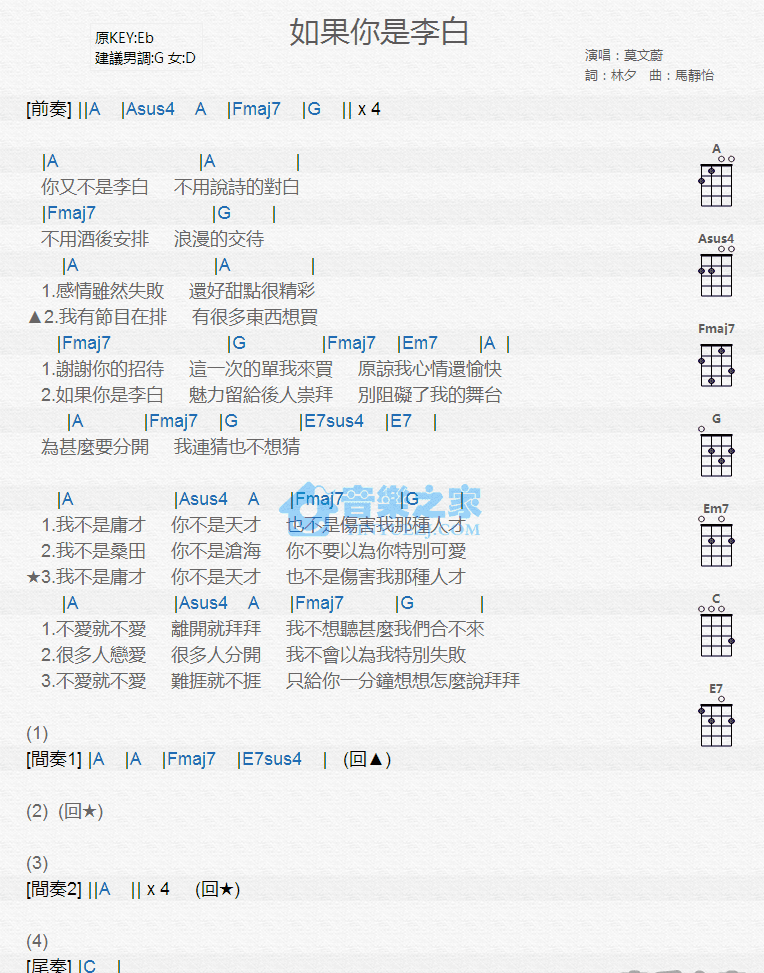 如果你是李白
原KEY:Eb
建議男調:G 女:D
演唱：莫文蔚
詞：林夕 曲：馬靜怡
[前奏] ||A |Asus4 A |Fmaj7 |G || x 4
|A |A |
你又不是李白 不用說詩的對白
|Fmaj7 |G |
不用酒後安排 浪漫的交待
|A |A |
1.感情雖然失敗 還好甜點很精彩
▲2.我有節目在排 有很多東西想買
|Fmaj7 |G |Fmaj7 |Em7 |A |
1.謝謝你的招待 這一次的單我來買 原諒我心情還愉快
2.如果你是李白 魅力留給後人崇拜 別阻礙了我的舞台
|A |Fmaj7 |G |E7sus4 |E7 |
為甚麼要分開 我連猜也不想猜
|A |Asus4 A |Fmaj7 |G |
1.我不是庸才 你不是天才 也不是傷害我那種人才
2.我不是桑田 你不是滄海 你不要以為你特別可愛
★3.我不是庸才 你不是天才 也不是傷害我那種人才
|A |Asus4 A |Fmaj7 |G |
1.不愛就不愛 離開就拜拜 我不想聽甚麼我們合不來
2.很多人戀愛 很多人分開 我不會以為我特別失敗
3.不愛就不愛 難捱就不捱 只給你一分鐘想想怎麼說拜拜
(1)
[間奏1] |A |A |Fmaj7 |E7sus4 | (回▲)
(2) (回★)
(3)
[間奏2] ||A || x 4 (回★)
(4)
[尾奏] |C |
A
Asus4
Fmaj7
G
Em7
C
E7
音樂之家